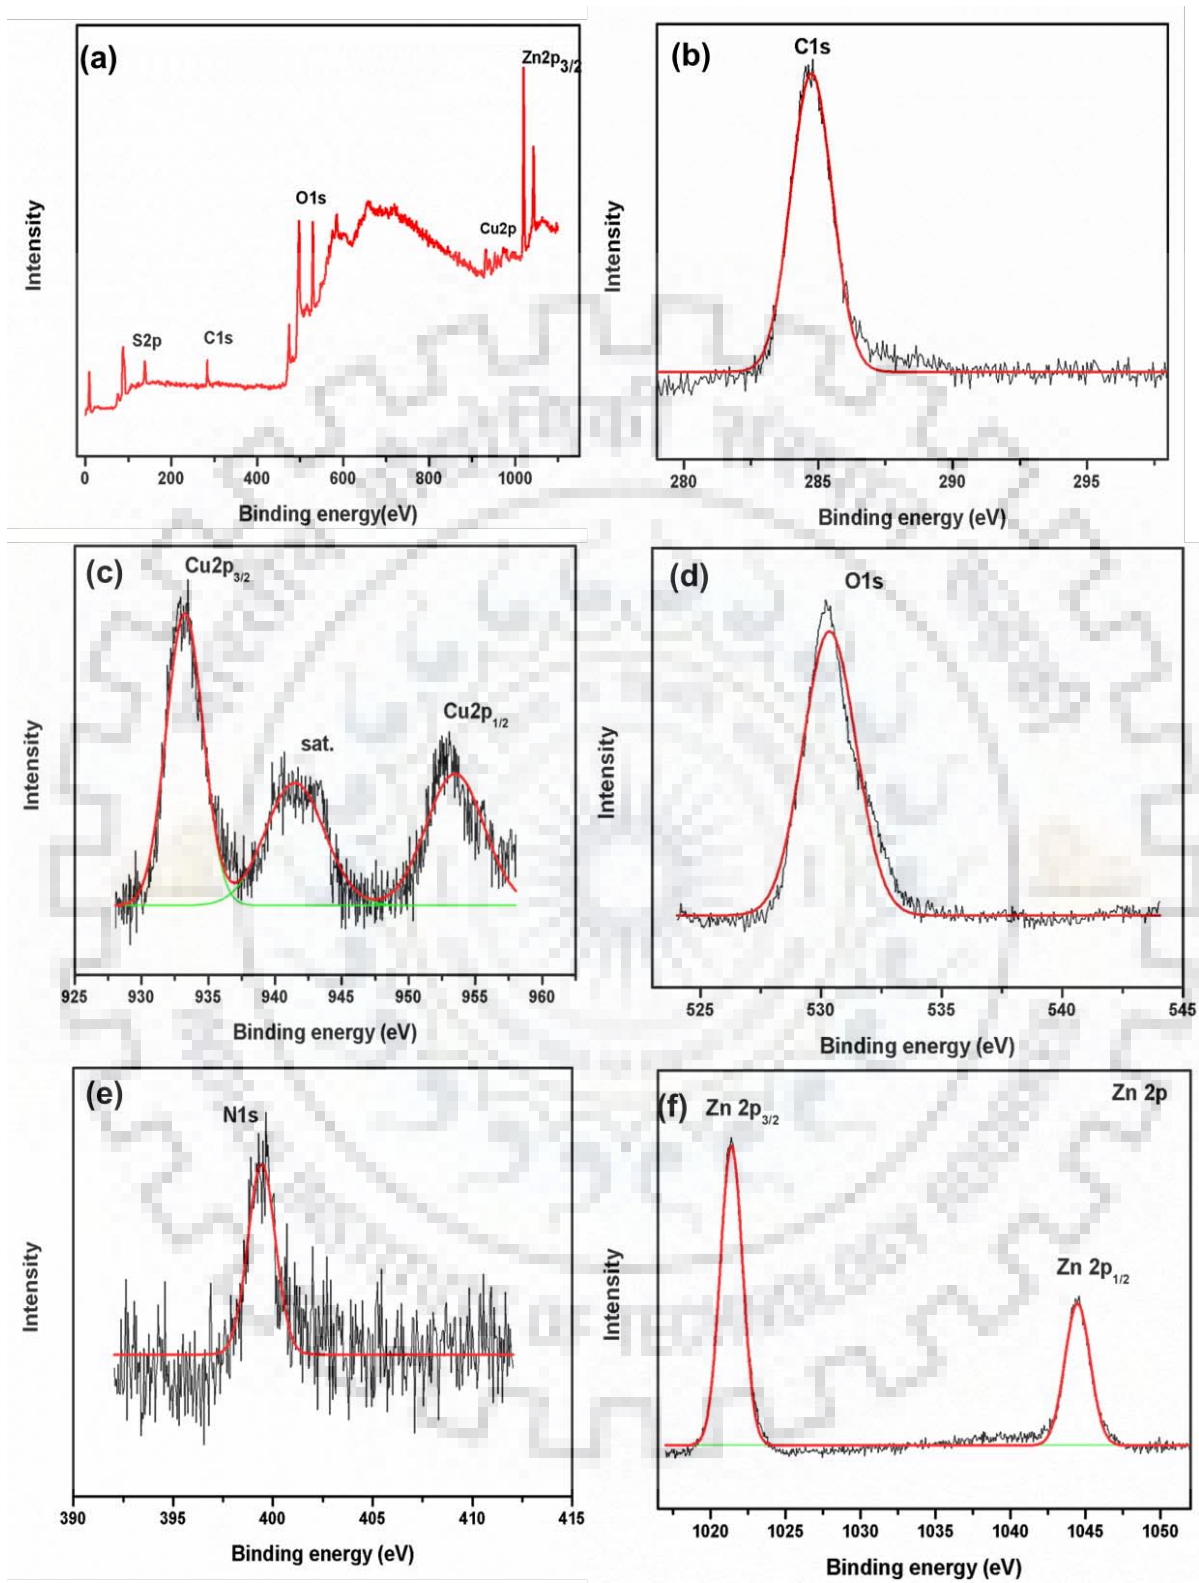 (a)
Zn2p3/2
O1s
Cu2p
S2p
C1s
Intensity
0 200 400 600 800 1000
Binding energy(eV)
(b)
C1s
Intensity
280 285 290 295
Binding energy (eV)
(c)
Cu2p3/2
sat.
Cu2p1/2
Intensity
925 930 935 940 945 950 955 960
Binding energy (eV)
(d)
O1s
Intensity
525 530 535 540 545
Binding energy (eV)
(e)
N1s
Intensity
390 395 400 405 410 415
Binding energy (eV)
(f) Zn 2p3/2
Zn 2p
Zn 2p1/2
Intensity
1020 1025 1030 1035 1040 1045 1050
Binding energy (eV)